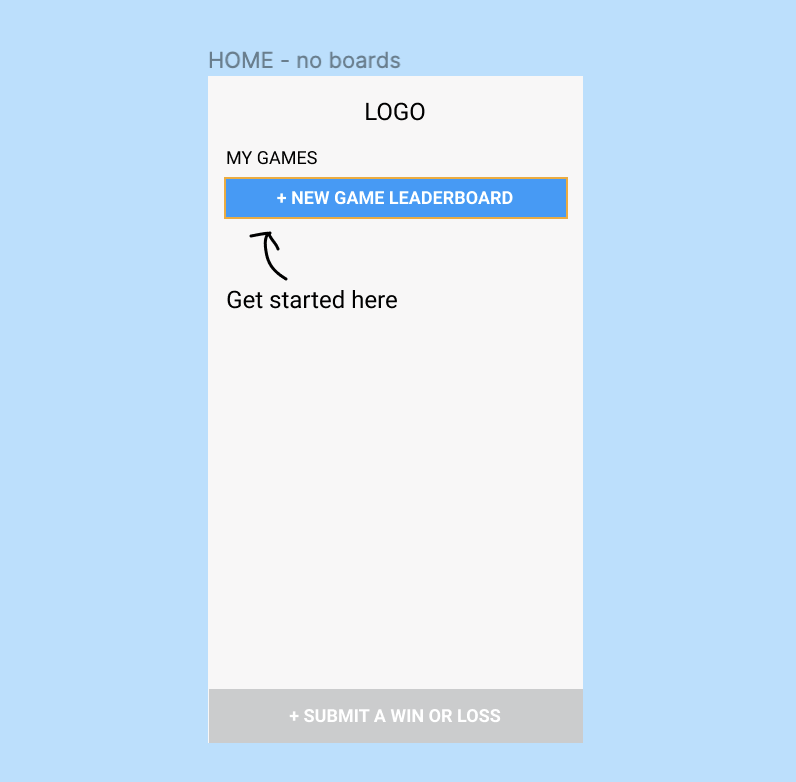 HOME - no boards
LOGO
MY GAMES
+ NEW GAME LEADERBOARD
Get started here
+ SUBMIT A WIN OR LOSS